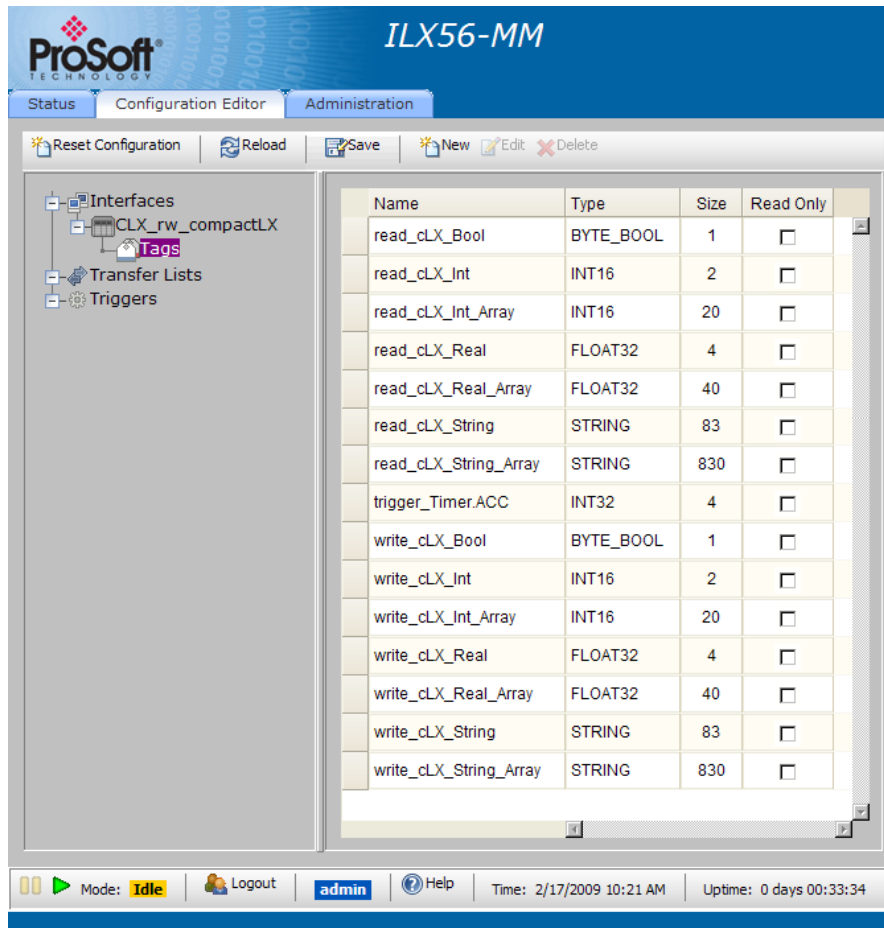 ProSoft®
TECHNOLOGY
ILX56-MM
Status Configuration Editor Administration
Reset Configuration Reload Save New Edit Delete
Interfaces
CLX_rw_compactLX
Tags
Transfer Lists
Triggers
Name Type Size Read Only
read_cLX_Bool BYTE_BOOL 1
read_cLX_Int INT16 2
read_cLX_Int_Array INT16 20
read_cLX_Real FLOAT32 4
read_cLX_Real_Array FLOAT32 40
read_cLX_String STRING 83
read_cLX_String_Array STRING 830
trigger_Timer.ACC INT32 4
write_cLX_Bool BYTE_BOOL 1
write_cLX_Int INT16 2
write_cLX_Int_Array INT16 20
write_cLX_Real FLOAT32 4
write_cLX_Real_Array FLOAT32 40
write_cLX_String STRING 83
write_cLX_String_Array STRING 830
Mode: Idle Logout admin Help Time: 2/17/2009 10:21 AM Uptime: 0 days 00:33:34